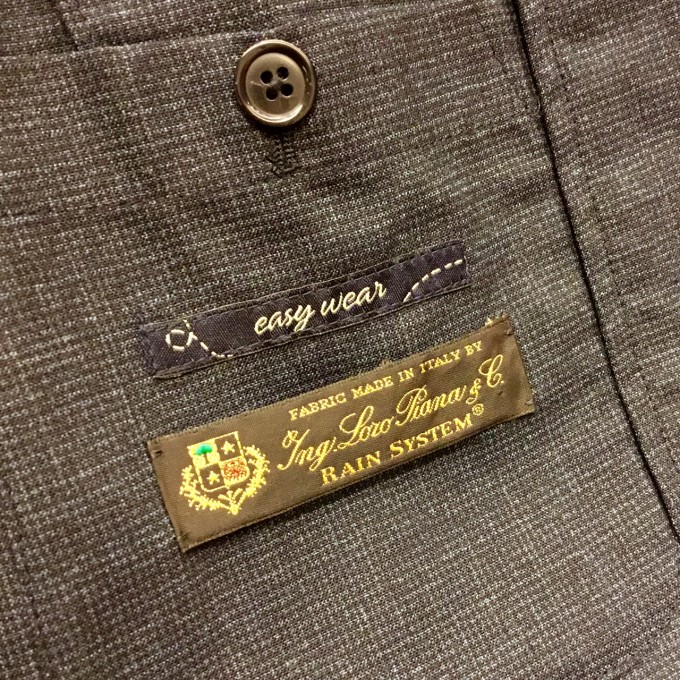 easy wear
FABRIC MADE IN ITALY BY
Ing. Loro Piana & C.
RAIN SYSTEM®